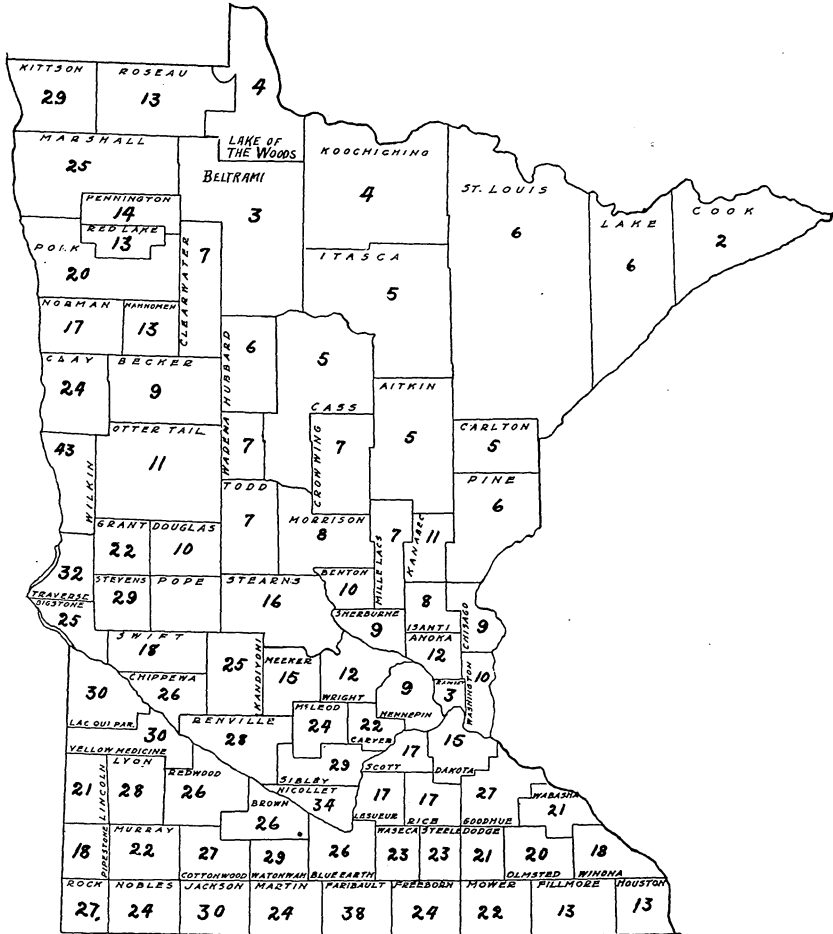 KITTSON
29
ROSEAU
13
4
LAKE OF
THE WOODS
MARSHALL
25
BELTRAMI
3
KOOCHICHING
4
ST. LOUIS
6
LAKE
6
COOK
2
PENNINGTON
14
RED LAKE
13
POLK
20
CLEARWATER
7
ITASCA
5
NORMAN
17
MAHNOMEN
13
HUBBARD
6
5
CASS
CLAY
24
BECKER
9
AITKIN
5
CARLTON
5
43
WILKIN
OTTER TAIL
11
WADENA
7
CROWWING
7
PINE
6
TODD
7
MORRISON
8
MILLE LACS
7
KANABEC
11
GRANT
22
DOUGLAS
10
32
TRAVERSE
STEVENS
29
POPE
STEARNS
16
BENTON
10
8
ISANTI
CHISAGO
9
BIGSTONE
25
SHERBURNE
9
ANOKA
12
SWIFT
18
25
KANDIYOHI
MEEKER
15
12
WRIGHT
9
HENNEPIN
RAMSEY
3
10
WASHINGTON
30
LAC QUI PAR.
CHIPPEWA
26
RENVILLE
28
McLEOD
24
22
CARVER
30
YELLOW MEDICINE
29
SIBLEY
17
SCOTT
15
DAKOTA
21
LINCOLN
LYON
28
REDWOOD
26
BROWN
26
NICOLLET
34
17
LESUEUR
17
RICE
27
GOODHUE
WABASHA
21
18
PIPESTONE
MURRAY
22
27
COTTONWOOD
29
WATONWAN
26
BLUE EARTH
WASECA
23
STEELE
23
DODGE
21
20
OLMSTED
18
WINONA
ROCK
27.
NOBLES
24
JACKSON
30
MARTIN
24
FARIBAULT
38
FREEBORN
24
MOWER
22
FILLMORE
13
HOUSTON
13